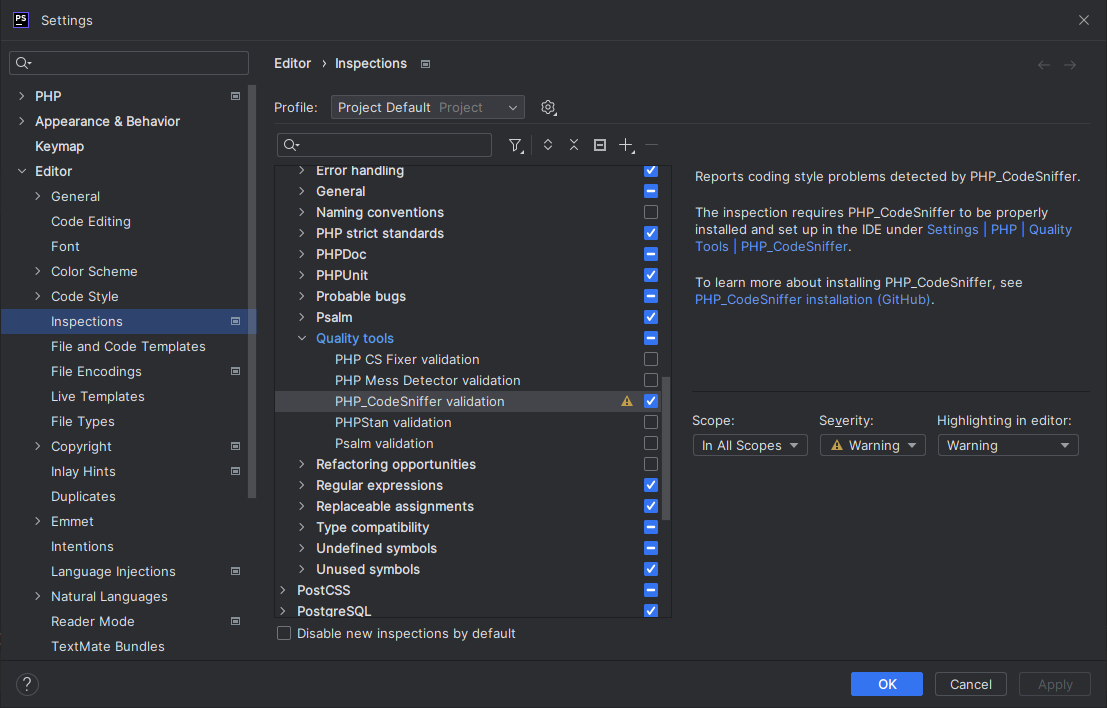 PS Settings
PHP
Appearance & Behavior
Keymap
Editor
General
Code Editing
Font
Color Scheme
Code Style
Inspections
File and Code Templates
File Encodings
Live Templates
File Types
Copyright
Inlay Hints
Duplicates
Emmet
Intentions
Language Injections
Natural Languages
Reader Mode
TextMate Bundles
Editor › Inspections
Profile: Project Default Project
Error handling
General
Naming conventions
PHP strict standards
PHPDoc
PHPUnit
Probable bugs
Psalm
Quality tools
PHP CS Fixer validation
PHP Mess Detector validation
PHP_CodeSniffer validation
PHPStan validation
Psalm validation
Refactoring opportunities
Regular expressions
Replaceable assignments
Type compatibility
Undefined symbols
Unused symbols
PostCSS
PostgreSQL
Disable new inspections by default
Reports coding style problems detected by PHP_CodeSniffer.
The inspection requires PHP_CodeSniffer to be properly
installed and set up in the IDE under Settings | PHP | Quality
Tools | PHP_CodeSniffer.
To learn more about installing PHP_CodeSniffer, see
PHP_CodeSniffer installation (GitHub).
Scope: Severity: Highlighting in editor:
In All Scopes Warning Warning
? OK Cancel Apply